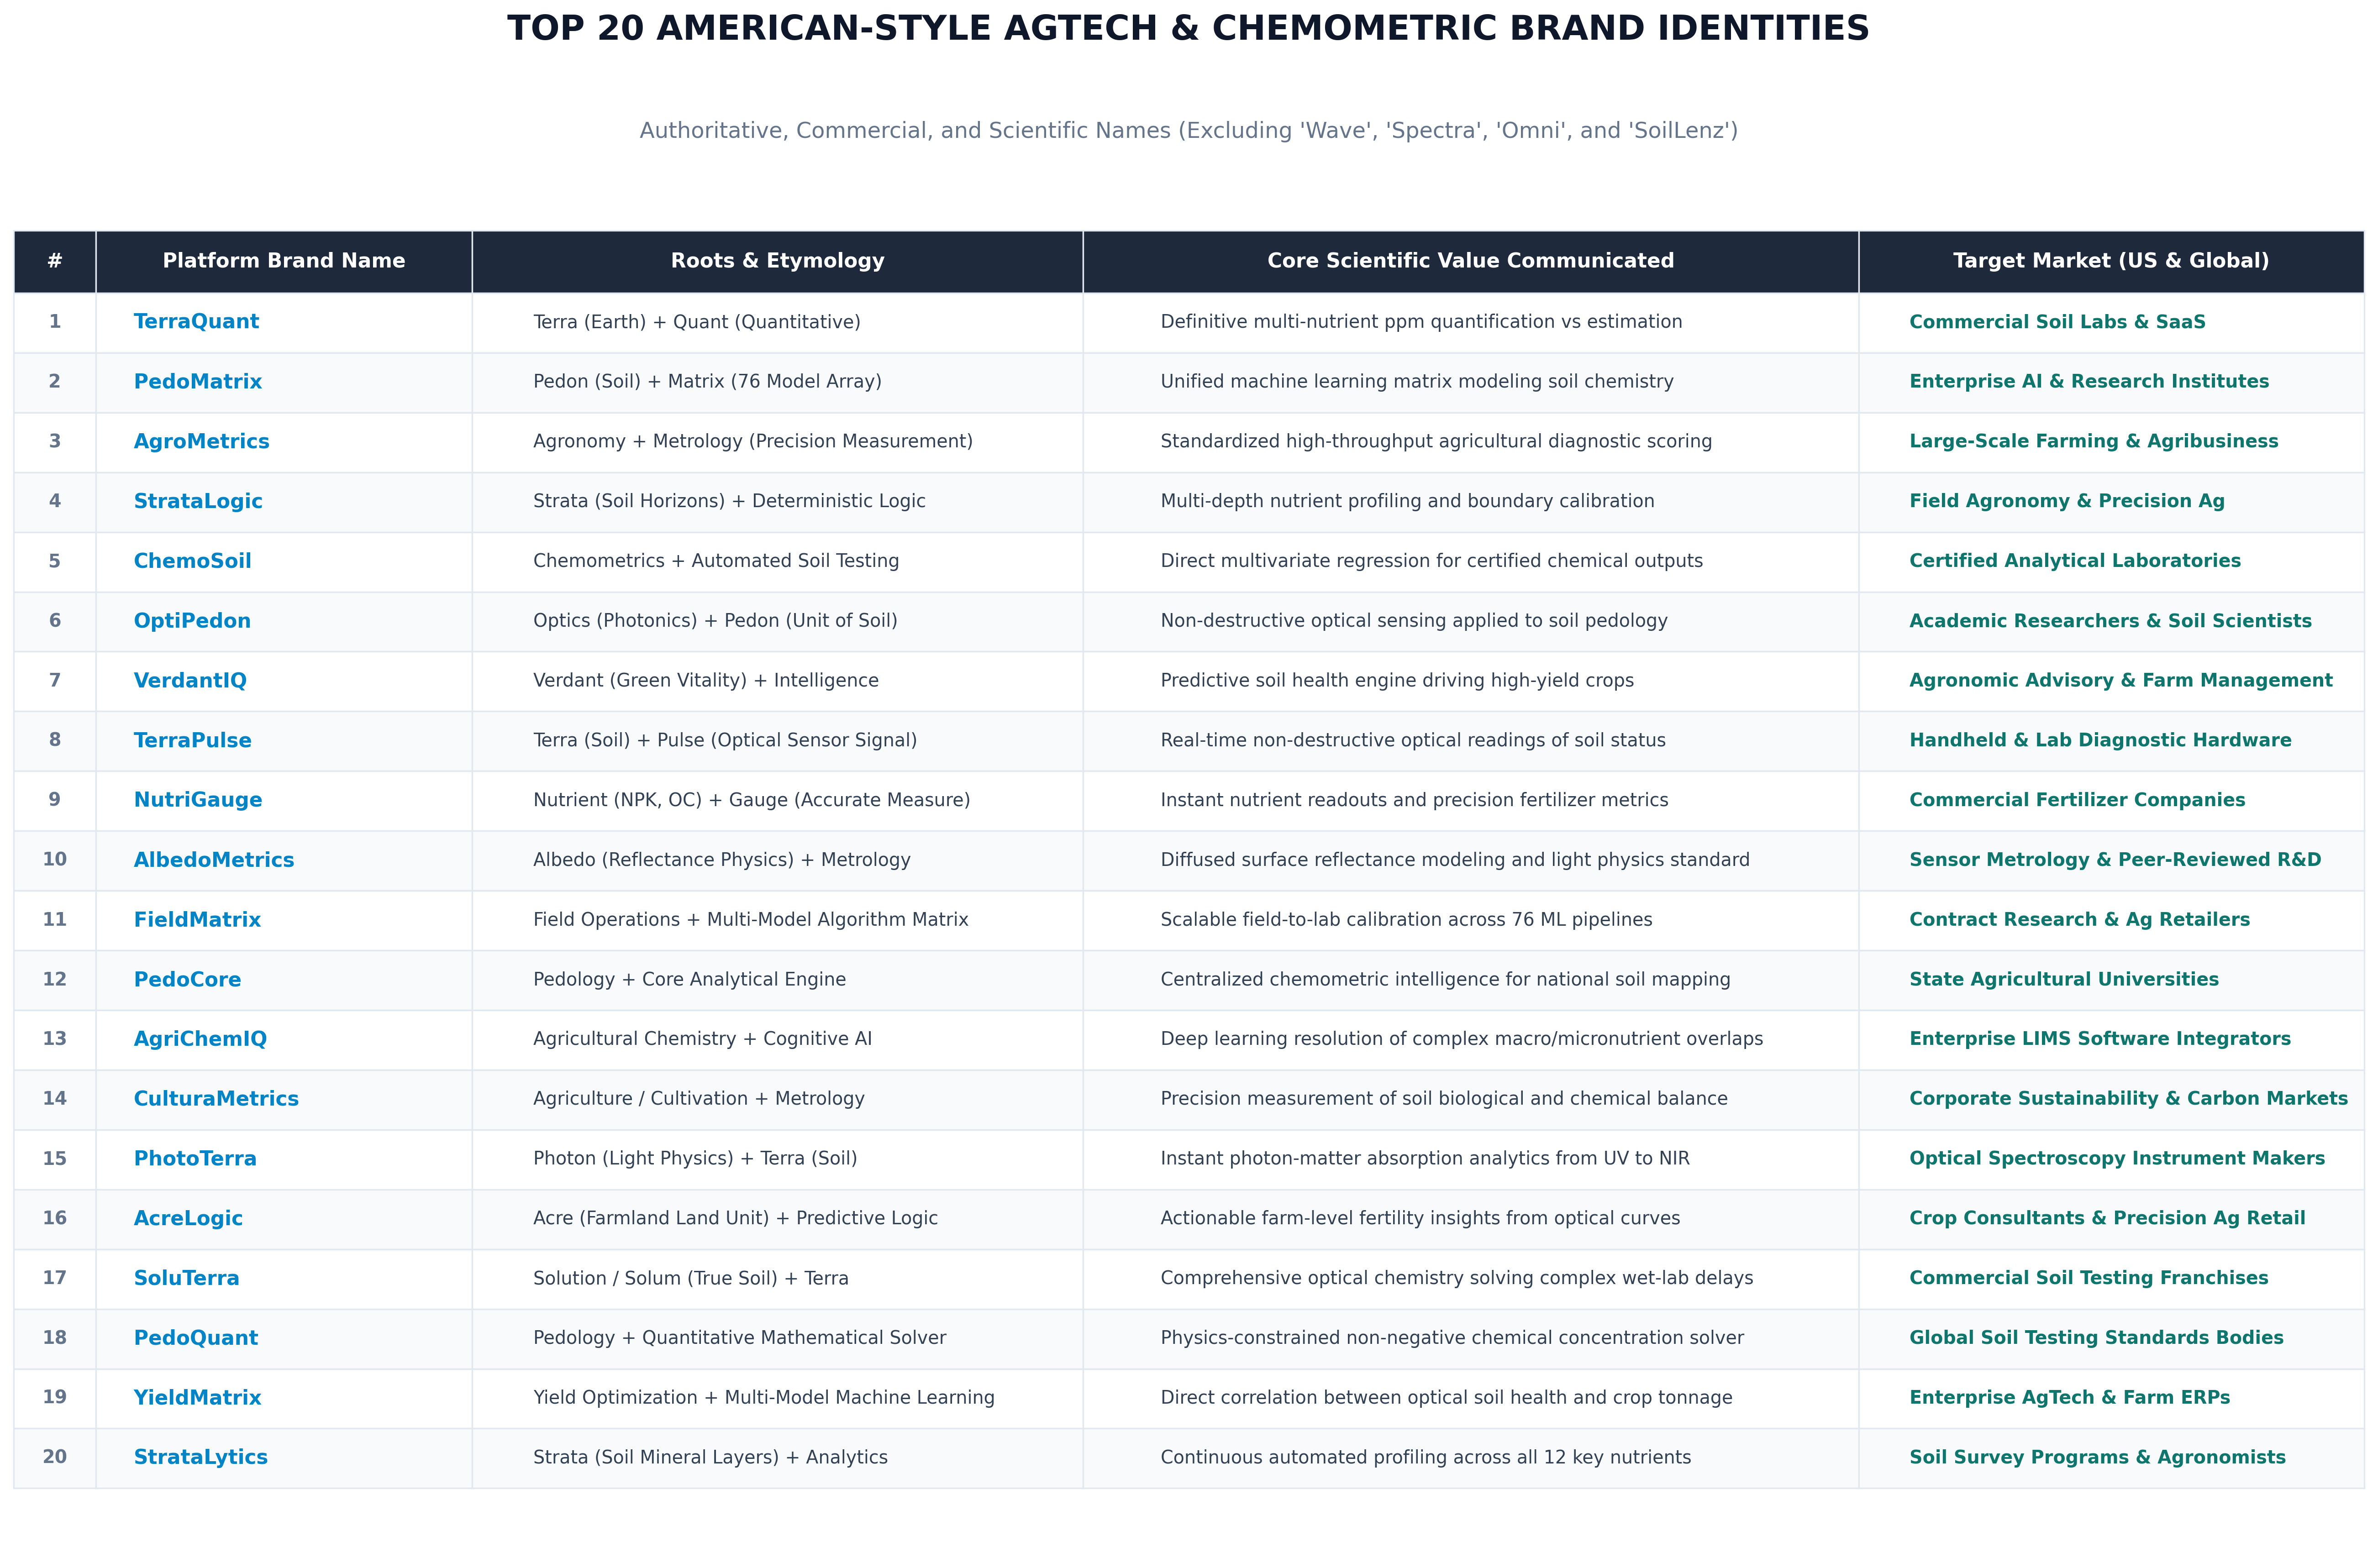 TOP 20 AMERICAN-STYLE AGTECH & CHEMOMETRIC BRAND IDENTITIES
Authoritative, Commercial, and Scientific Names (Excluding 'Wave', 'Spectra', 'Omni', and 'SoilLenz')
# Platform Brand Name Roots & Etymology Core Scientific Value Communicated Target Market (US & Global)
1 TerraQuant Terra (Earth) + Quant (Quantitative) Definitive multi-nutrient ppm quantification vs estimation Commercial Soil Labs & SaaS
2 PedoMatrix Pedon (Soil) + Matrix (76 Model Array) Unified machine learning matrix modeling soil chemistry Enterprise AI & Research Institutes
3 AgroMetrics Agronomy + Metrology (Precision Measurement) Standardized high-throughput agricultural diagnostic scoring Large-Scale Farming & Agribusiness
4 StrataLogic Strata (Soil Horizons) + Deterministic Logic Multi-depth nutrient profiling and boundary calibration Field Agronomy & Precision Ag
5 ChemoSoil Chemometrics + Automated Soil Testing Direct multivariate regression for certified chemical outputs Certified Analytical Laboratories
6 OptiPedon Optics (Photonics) + Pedon (Unit of Soil) Non-destructive optical sensing applied to soil pedology Academic Researchers & Soil Scientists
7 VerdantIQ Verdant (Green Vitality) + Intelligence Predictive soil health engine driving high-yield crops Agronomic Advisory & Farm Management
8 TerraPulse Terra (Soil) + Pulse (Optical Sensor Signal) Real-time non-destructive optical readings of soil status Handheld & Lab Diagnostic Hardware
9 NutriGauge Nutrient (NPK, OC) + Gauge (Accurate Measure) Instant nutrient readouts and precision fertilizer metrics Commercial Fertilizer Companies
10 AlbedoMetrics Albedo (Reflectance Physics) + Metrology Diffused surface reflectance modeling and light physics standard Sensor Metrology & Peer-Reviewed R&D
11 FieldMatrix Field Operations + Multi-Model Algorithm Matrix Scalable field-to-lab calibration across 76 ML pipelines Contract Research & Ag Retailers
12 PedoCore Pedology + Core Analytical Engine Centralized chemometric intelligence for national soil mapping State Agricultural Universities
13 AgriChemIQ Agricultural Chemistry + Cognitive AI Deep learning resolution of complex macro/micronutrient overlaps Enterprise LIMS Software Integrators
14 CulturaMetrics Agriculture / Cultivation + Metrology Precision measurement of soil biological and chemical balance Corporate Sustainability & Carbon Markets
15 PhotoTerra Photon (Light Physics) + Terra (Soil) Instant photon-matter absorption analytics from UV to NIR Optical Spectroscopy Instrument Makers
16 AcreLogic Acre (Farmland Land Unit) + Predictive Logic Actionable farm-level fertility insights from optical curves Crop Consultants & Precision Ag Retail
17 SoluTerra Solution / Solum (True Soil) + Terra Comprehensive optical chemistry solving complex wet-lab delays Commercial Soil Testing Franchises
18 PedoQuant Pedology + Quantitative Mathematical Solver Physics-constrained non-negative chemical concentration solver Global Soil Testing Standards Bodies
19 YieldMatrix Yield Optimization + Multi-Model Machine Learning Direct correlation between optical soil health and crop tonnage Enterprise AgTech & Farm ERPs
20 StrataLytics Strata (Soil Mineral Layers) + Analytics Continuous automated profiling across all 12 key nutrients Soil Survey Programs & Agronomists